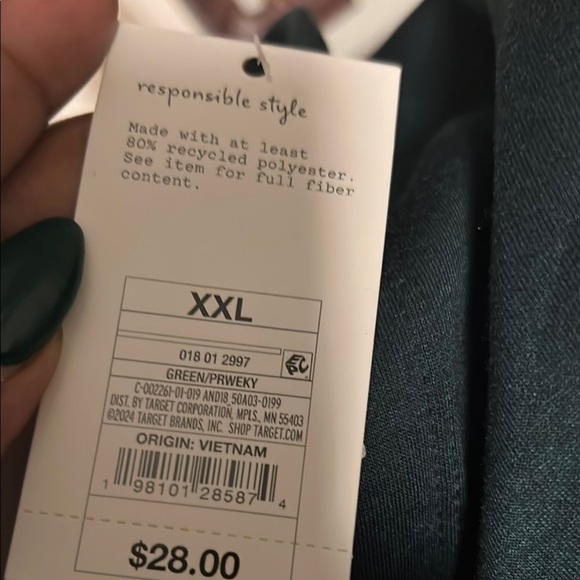 responsible style
Made with at least
80% recycled polyester.
See item for full fiber
content.
XXL
018 01 2997
GREEN/PRWEKY
C-002261-01-019 AND18_50A03-0199
DIST. BY TARGET CORPORATION, MPLS., MN 55403
©2024 TARGET BRANDS, INC. SHOP TARGET.COM
ORIGIN: VIETNAM
1 98101 28587 4
$28.00